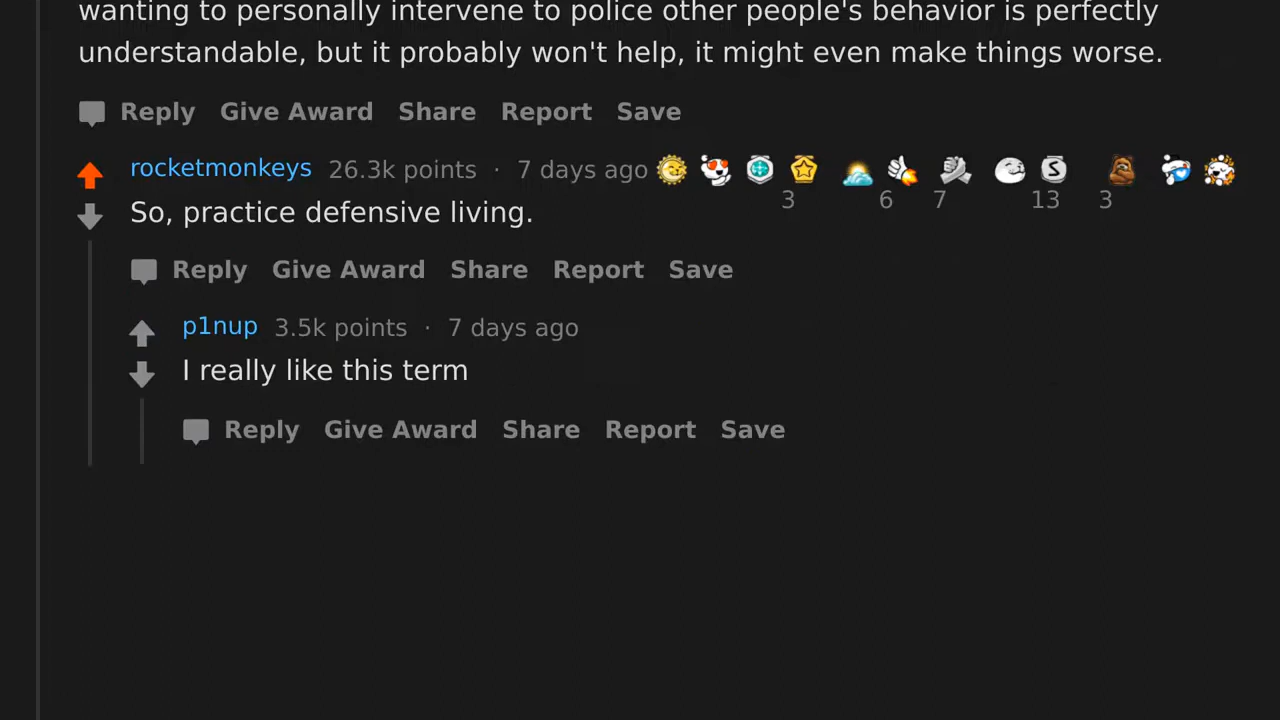 wanting to personally intervene to police other people's behavior is perfectly
understandable, but it probably won't help, it might even make things worse.
Reply Give Award Share Report Save
rocketmonkeys 26.3k points · 7 days ago S
3 6 7 13 3
So, practice defensive living.
Reply Give Award Share Report Save
p1nup 3.5k points · 7 days ago
I really like this term
Reply Give Award Share Report Save